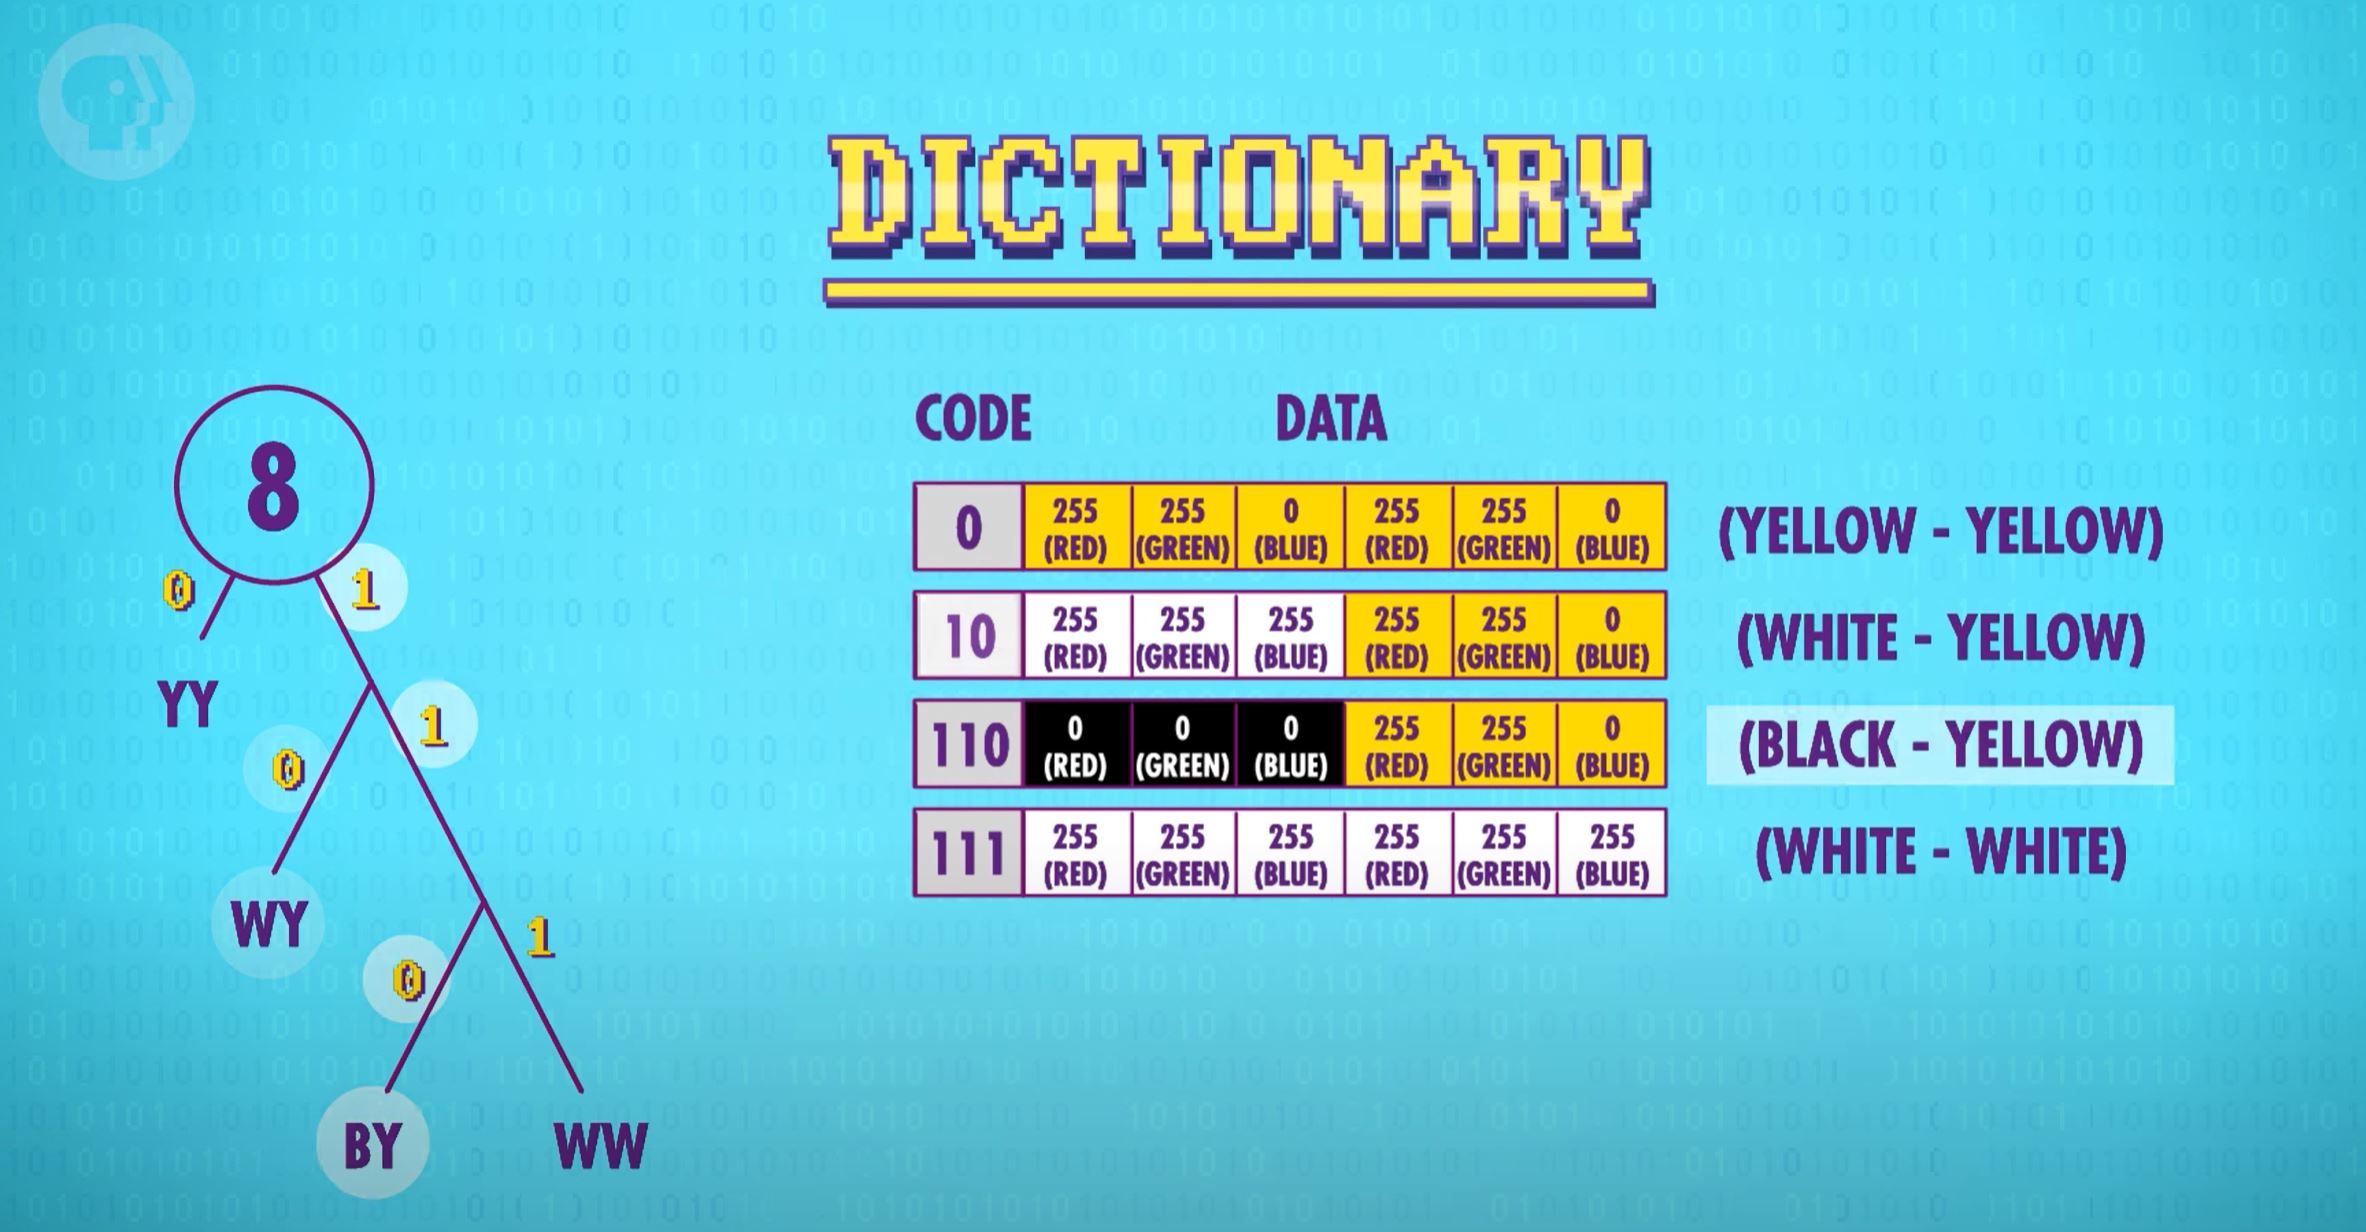 DICTIONARY
CODE DATA
0 255 (RED) 255 (GREEN) 0 (BLUE) 255 (RED) 255 (GREEN) 0 (BLUE) (YELLOW - YELLOW)
10 255 (RED) 255 (GREEN) 255 (BLUE) 255 (RED) 255 (GREEN) 0 (BLUE) (WHITE - YELLOW)
110 0 (RED) 0 (GREEN) 0 (BLUE) 255 (RED) 255 (GREEN) 0 (BLUE) (BLACK - YELLOW)
111 255 (RED) 255 (GREEN) 255 (BLUE) 255 (RED) 255 (GREEN) 255 (BLUE) (WHITE - WHITE)
8
0 1
YY
0 1
WY
0 1
BY WW